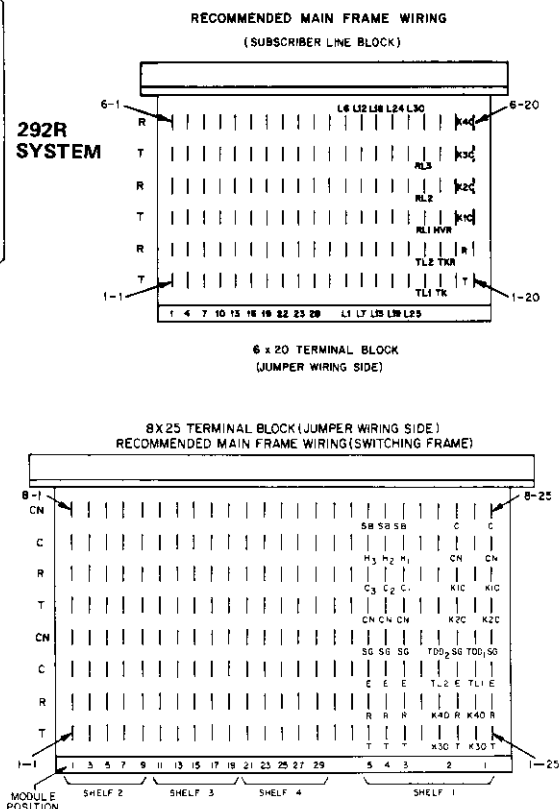 RECOMMENDED MAIN FRAME WIRING
(SUBSCRIBER LINE BLOCK)
292R
SYSTEM
L6 L12 L18 L24 L30
6-1
6-20
R
K4C
T
K3C
RL3
R
K2C
RL2
T
K1C
RL1 HVR
R
R
TL2 TKR
T
T
1-1
1-20
TL1 TK
1 4 7 10 13 16 19 22 23 28 L1 L7 L13 L19 L25
6 x 20 TERMINAL BLOCK
(JUMPER WIRING SIDE)
8X25 TERMINAL BLOCK (JUMPER WIRING SIDE)
RECOMMENDED MAIN FRAME WIRING (SWITCHING FRAME)
8-1
8-25
CN
SB SB SB C C
C
H3 H2 H1 CN CN
R
C3 C2 C1 K1C K1C
T
CN CN CN K2C K2C
CN
SG SG SG TDD2 SG TDD1 SG
C
E E E TL2 E TL1 E
R
R R R K4D R K4D R
T
T T T K3D T K3D T
1-1
1-25
1 3 5 7 9 11 13 15 17 19 21 23 25 27 29 5 4 3 2 1
MODULE
POSITION
SHELF 2 SHELF 3 SHELF 4 SHELF 1